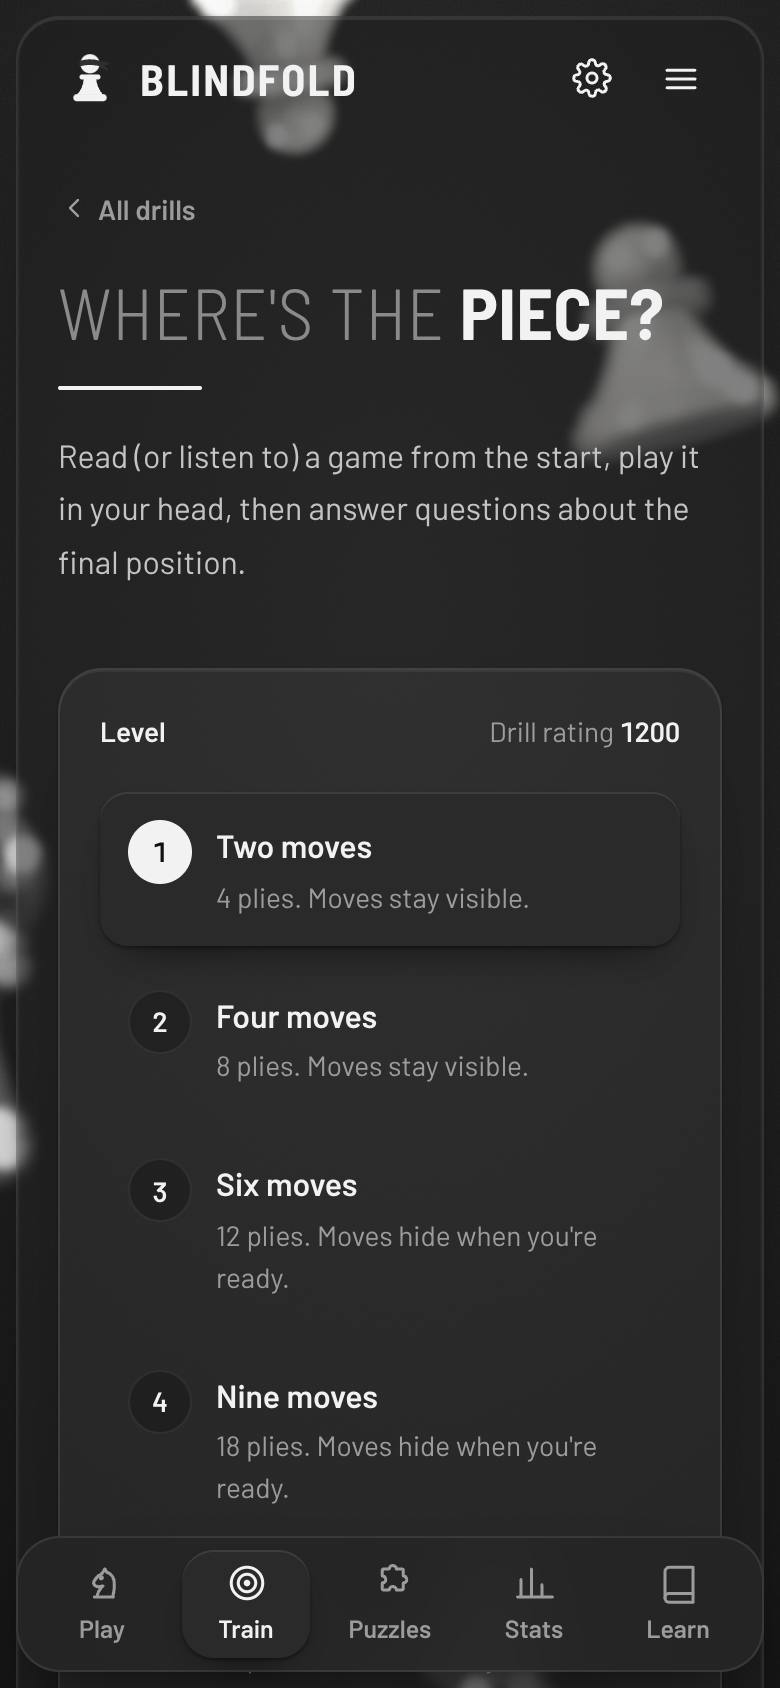 BLINDFOLD
All drills
WHERE'S THE PIECE?
Read (or listen to) a game from the start, play it
in your head, then answer questions about the
final position.
Level
Drill rating 1200
1
Two moves
4 plies. Moves stay visible.
2
Four moves
8 plies. Moves stay visible.
3
Six moves
12 plies. Moves hide when you're
ready.
4
Nine moves
18 plies. Moves hide when you're
ready.
Play
Train
Puzzles
Stats
Learn